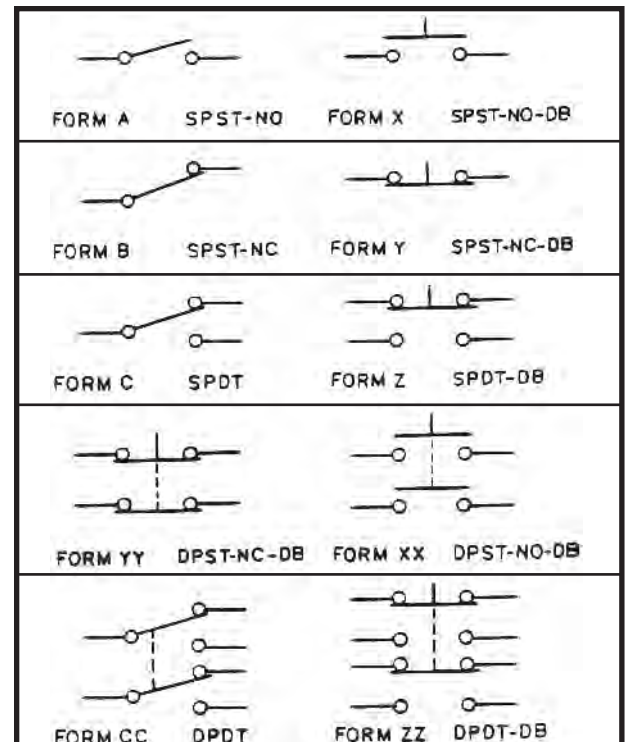 FORM A SPST-NO FORM X SPST-NO-DB
FORM B SPST-NC FORM Y SPST-NC-DB
FORM C SPDT FORM Z SPDT-DB
FORM YY DPST-NC-DB FORM XX DPST-NO-DB
FORM CC DPDT FORM ZZ DPDT-DB